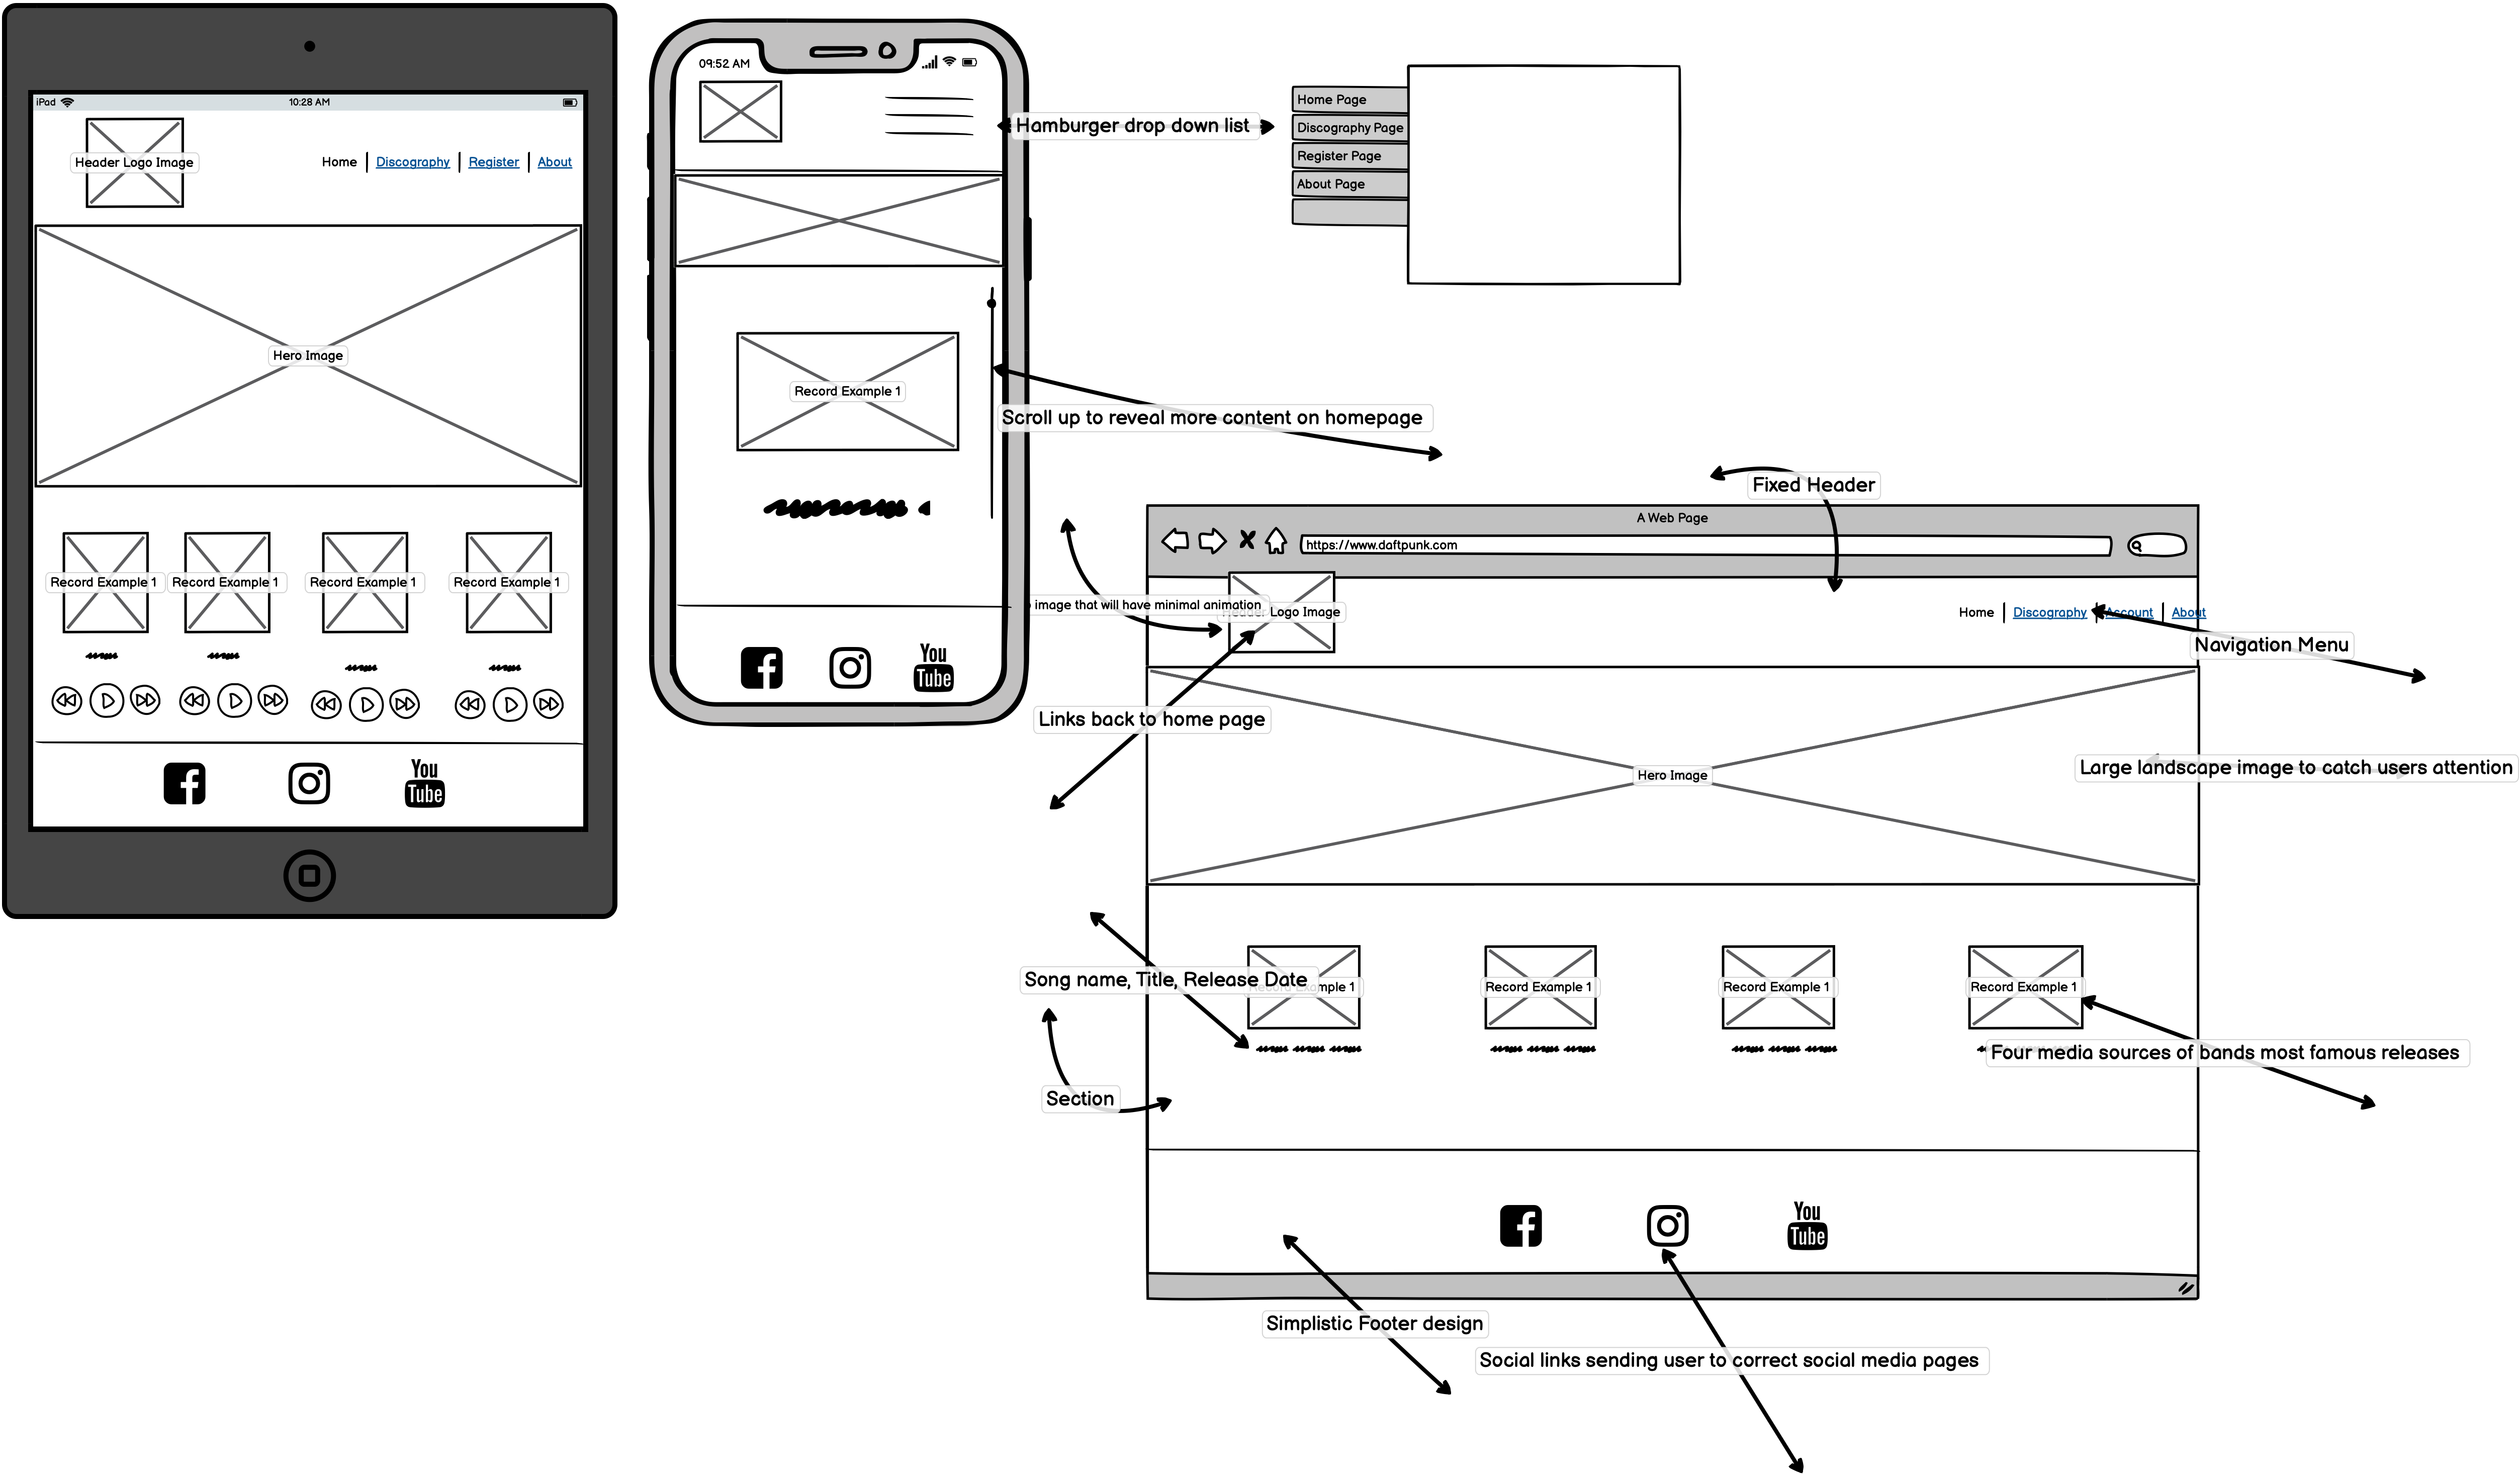 iPad
10:28 AM
Header Logo Image
Home
Discography
Register
About
Hero Image
Record Example 1
Record Example 1
Record Example 1
Record Example 1
You
Tube
09:52 AM
Record Example 1
You
Tube
Hamburger drop down list
Home Page
Discography Page
Register Page
About Page
Scroll up to reveal more content on homepage
Fixed Header
A Web Page
https://www.daftpunk.com
image that will have minimal animation
Logo Image
Home
Discography
Account
About
Navigation Menu
Links back to home page
Hero Image
Large landscape image to catch users attention
Song name, Title, Release Date
Record Example 1
Record Example 1
Record Example 1
Record Example 1
Four media sources of bands most famous releases
Section
You
Tube
Simplistic Footer design
Social links sending user to correct social media pages